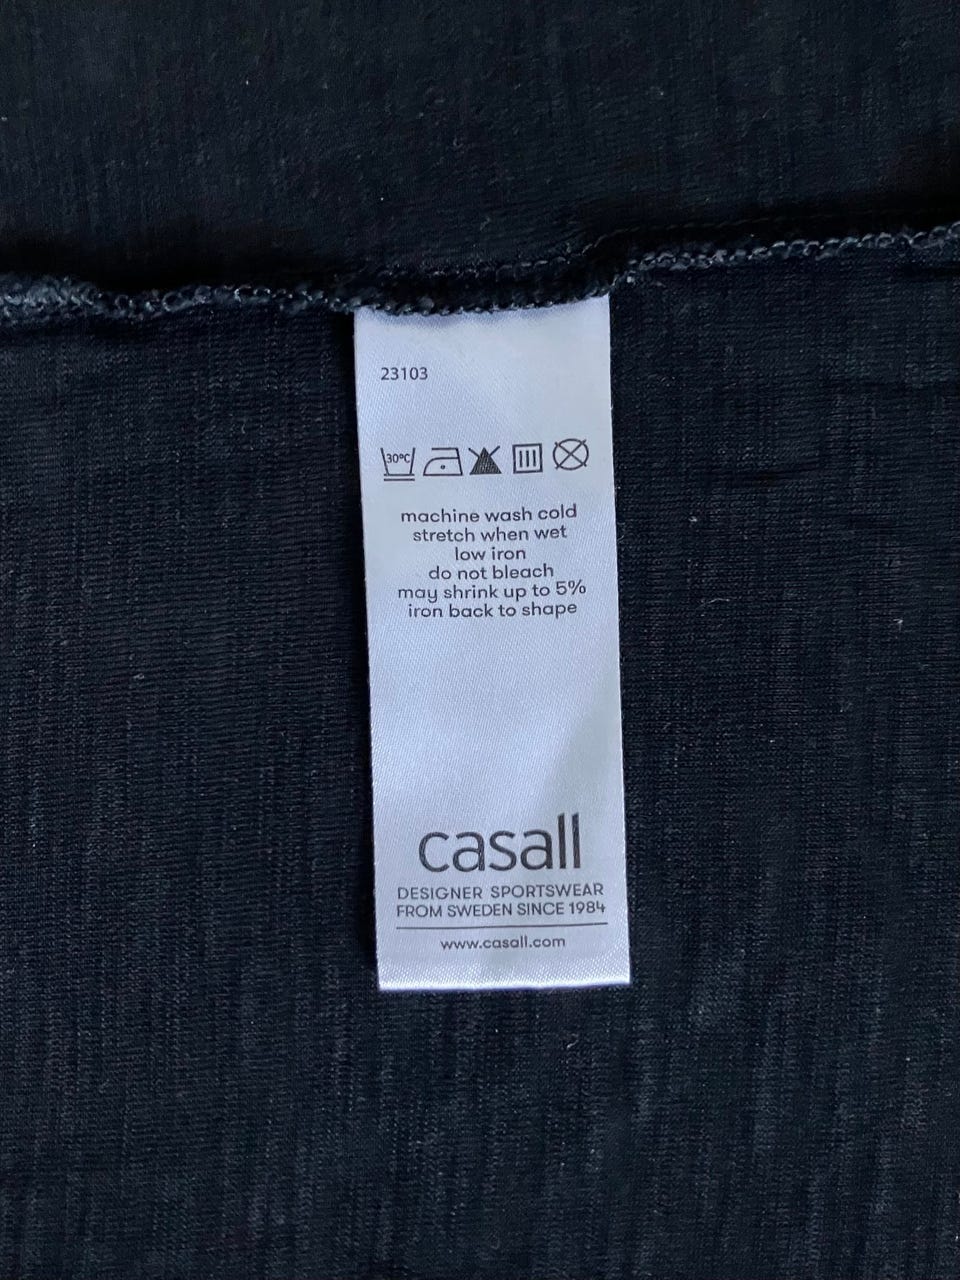 23103
30°C
machine wash cold
stretch when wet
low iron
do not bleach
may shrink up to 5%
iron back to shape
casall
DESIGNER SPORTSWEAR
FROM SWEDEN SINCE 1984
www.casall.com